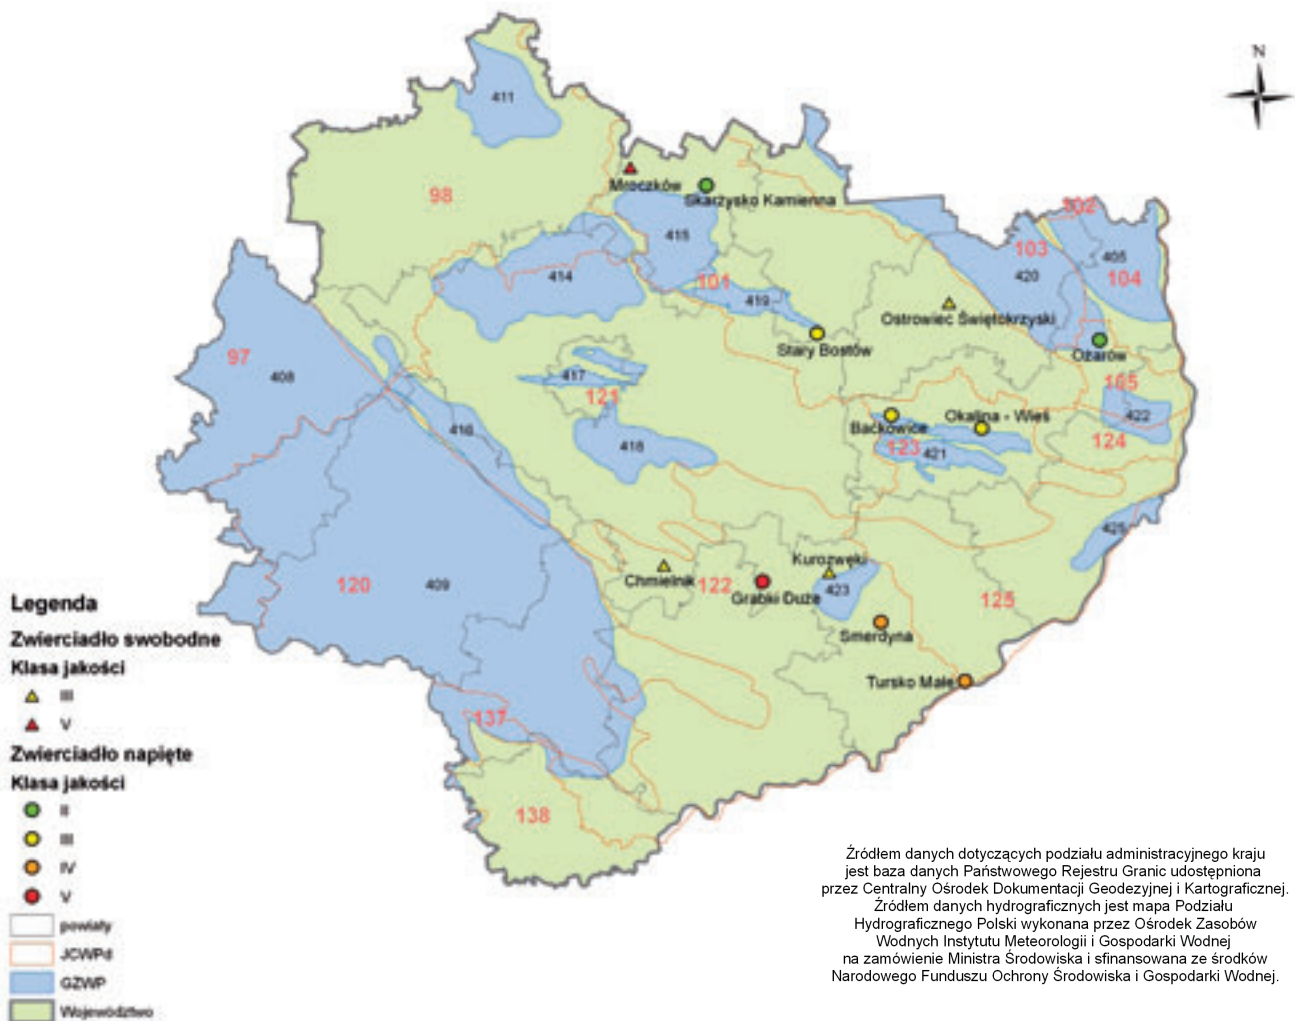 N
411
Mroczków
Skarżysko Kamienna
98
102
415
103
405
414
101
420
104
419
Ostrowiec Świętokrzyski
97
Stary Bostów
Ożarów
408
417
105
121
422
416
Baćkowice
Okalina - Wieś
418
123
421
124
425
Kurozwęki
Chmielnik
122
120
409
Grabki Duże
423
125
Smerdyna
Tursko Małe
137
138
Legenda
Zwierciadło swobodne
Klasa jakości
III
V
Zwierciadło napięte
Klasa jakości
II
III
IV
V
powiaty
JCWPd
GZWP
Województwo
Źródłem danych dotyczących podziału administracyjnego kraju
jest baza danych Państwowego Rejestru Granic udostępniona
przez Centralny Ośrodek Dokumentacji Geodezyjnej i Kartograficznej.
Źródłem danych hydrograficznych jest mapa Podziału
Hydrograficznego Polski wykonana przez Ośrodek Zasobów
Wodnych Instytutu Meteorologii i Gospodarki Wodnej
na zamówienie Ministra Środowiska i sfinansowana ze środków
Narodowego Funduszu Ochrony Środowiska i Gospodarki Wodnej.